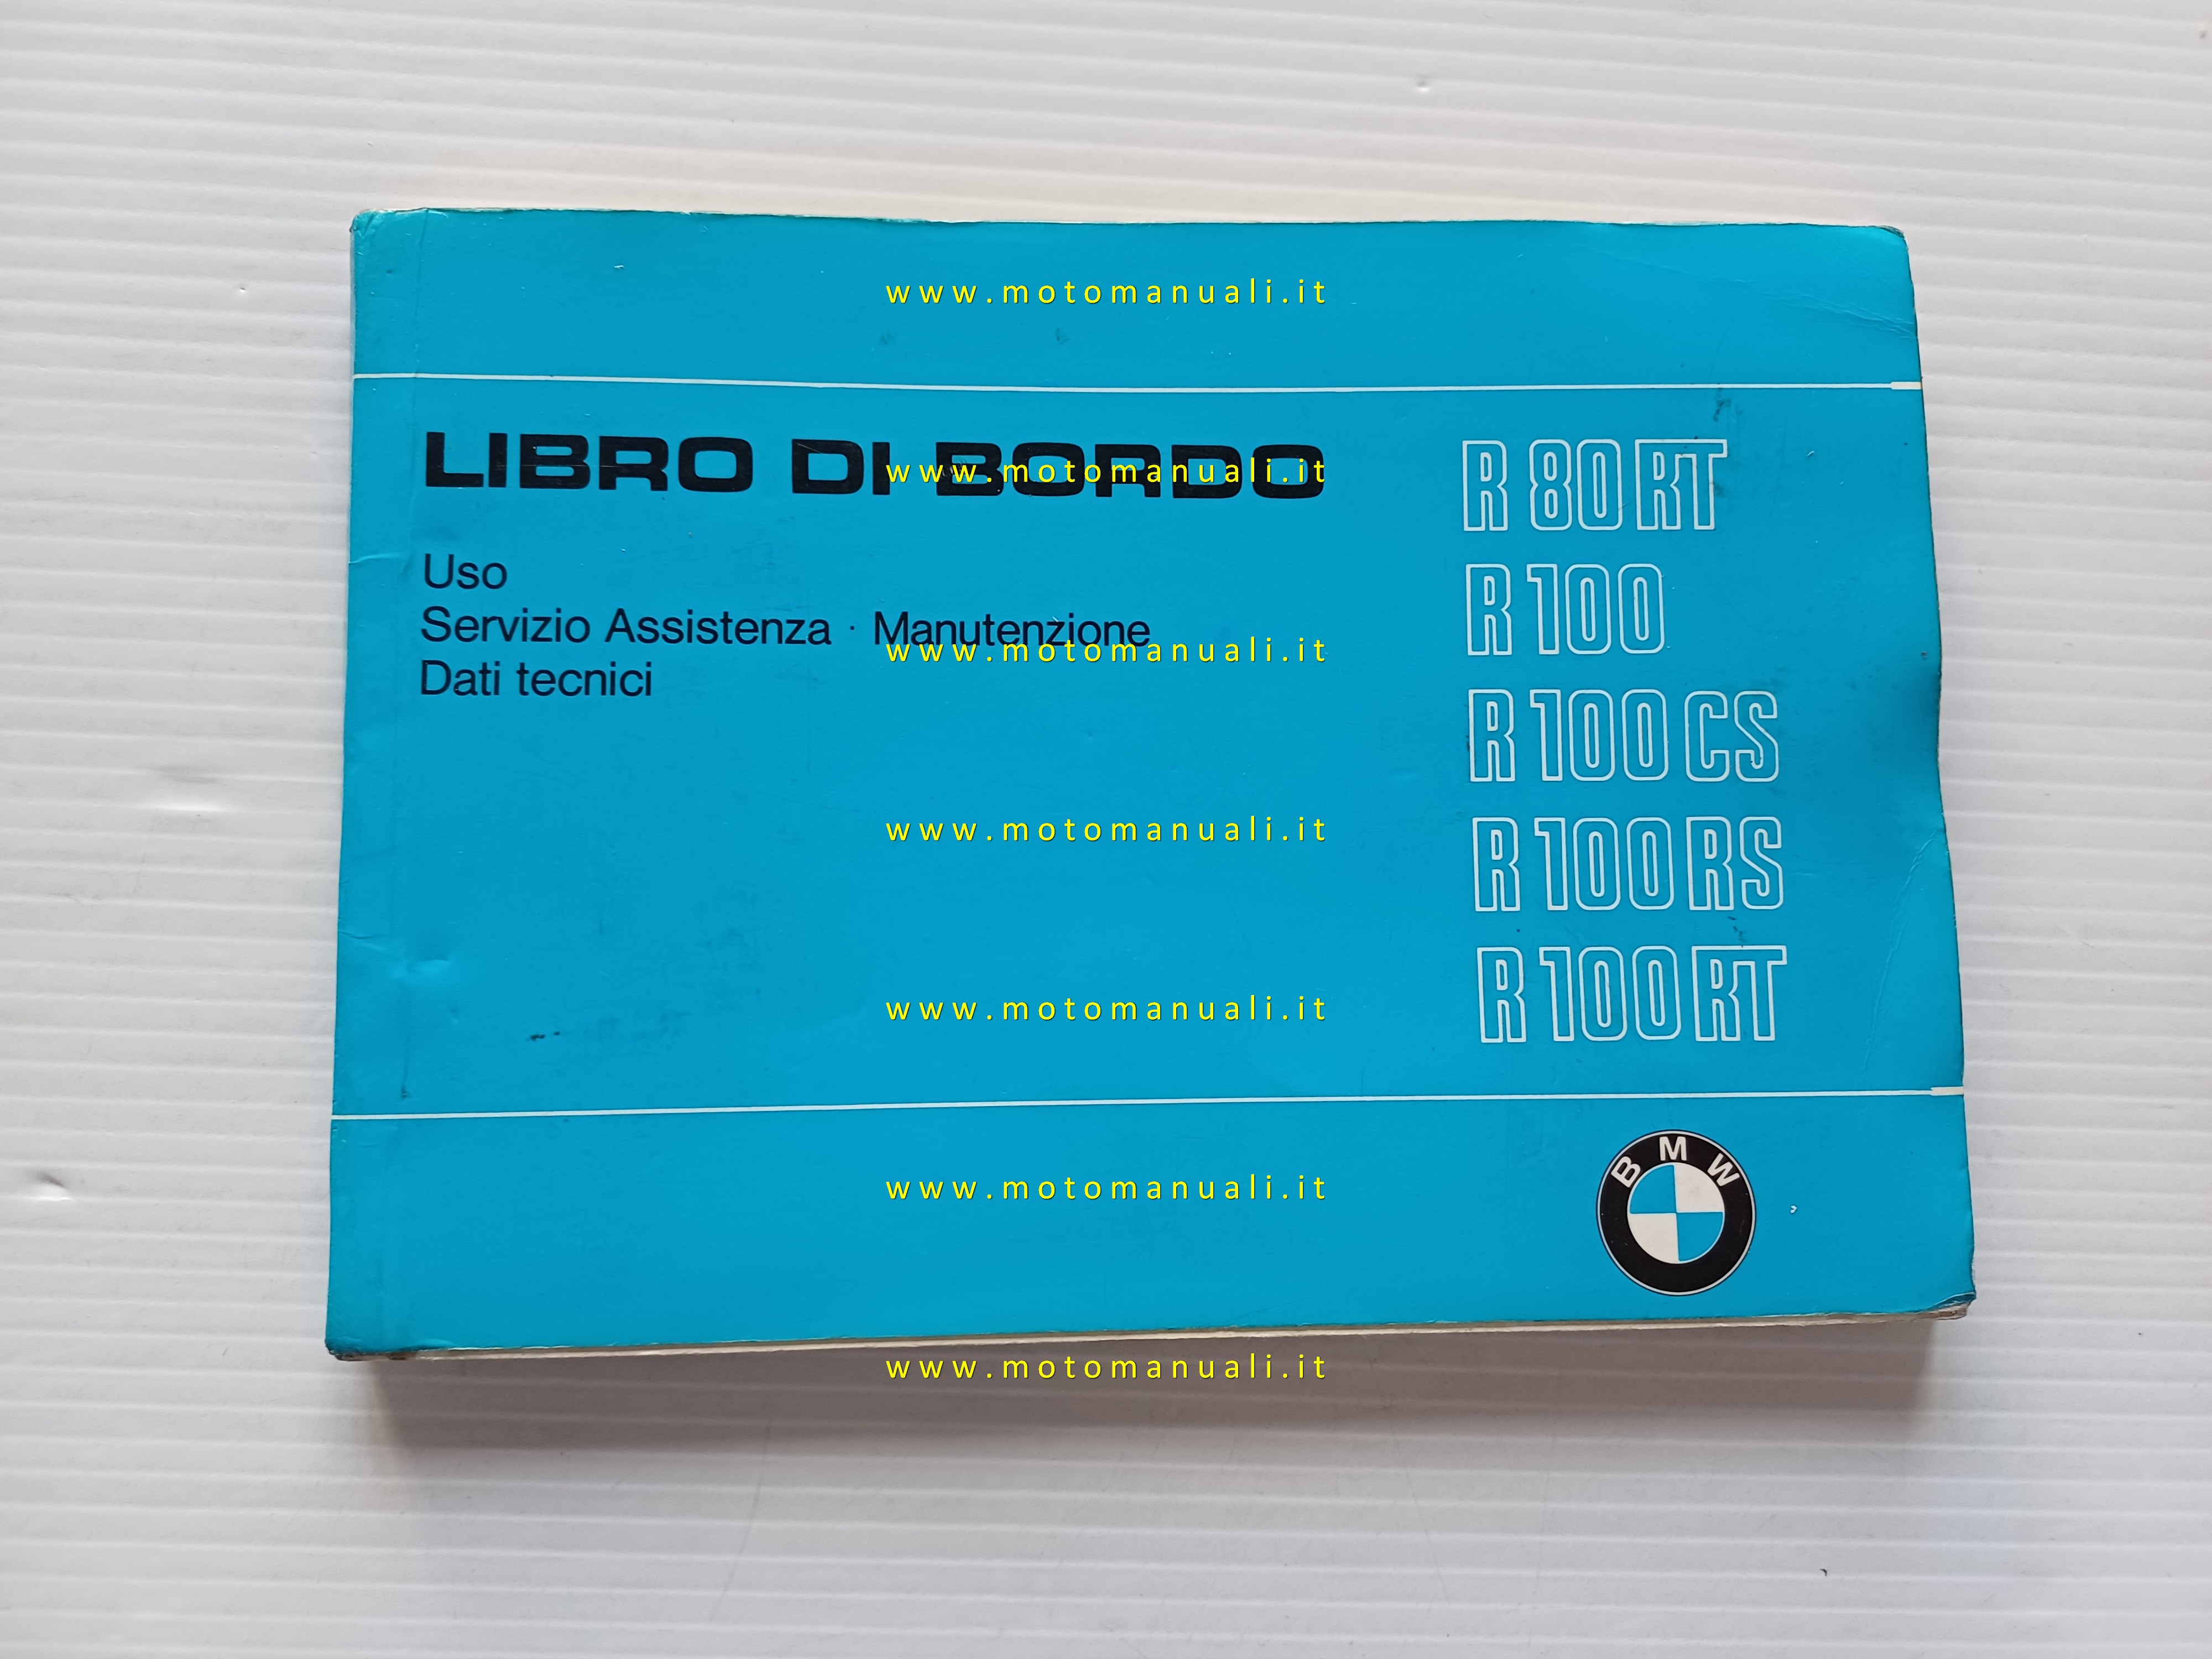 www.motomanuali.it
LIBRO DI BORDO
www.motomanuali.it
R 80 RT
Uso
Servizio Assistenza · Manutenzione
www.motomanuali.it
Dati tecnici
R 100
R 100 CS
www.motomanuali.it
R 100 RS
www.motomanuali.it
R 100 RT
www.motomanuali.it
BMW
www.motomanuali.it